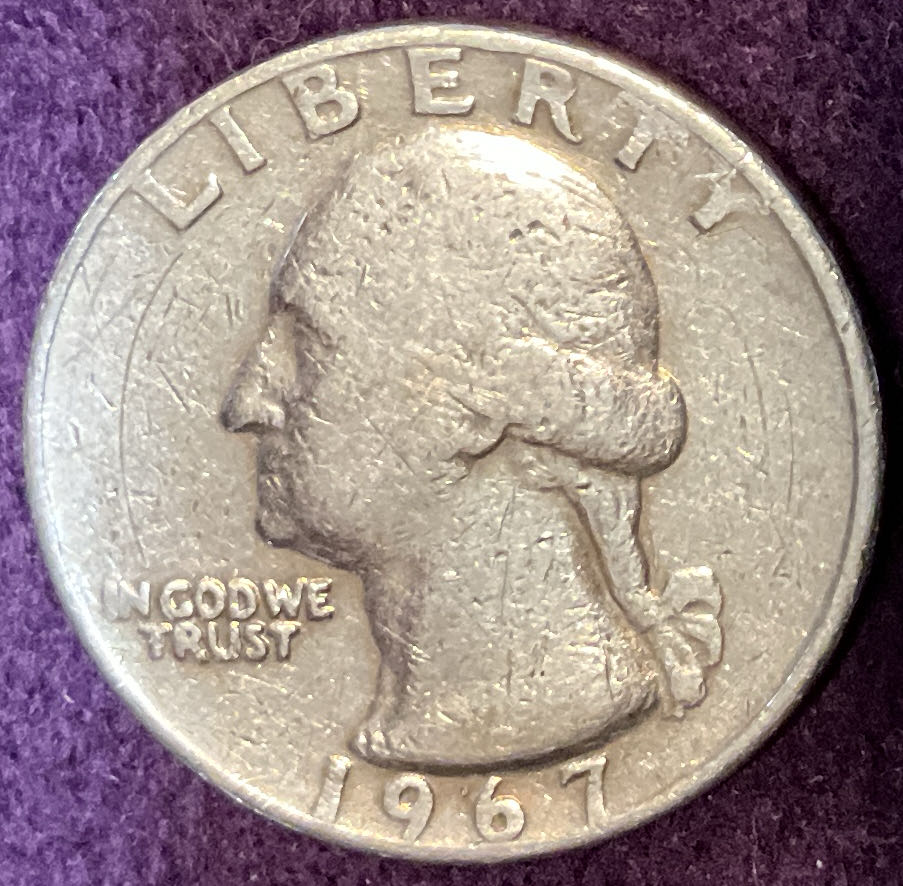 LIBERTY
IN GOD WE
TRUST
1967